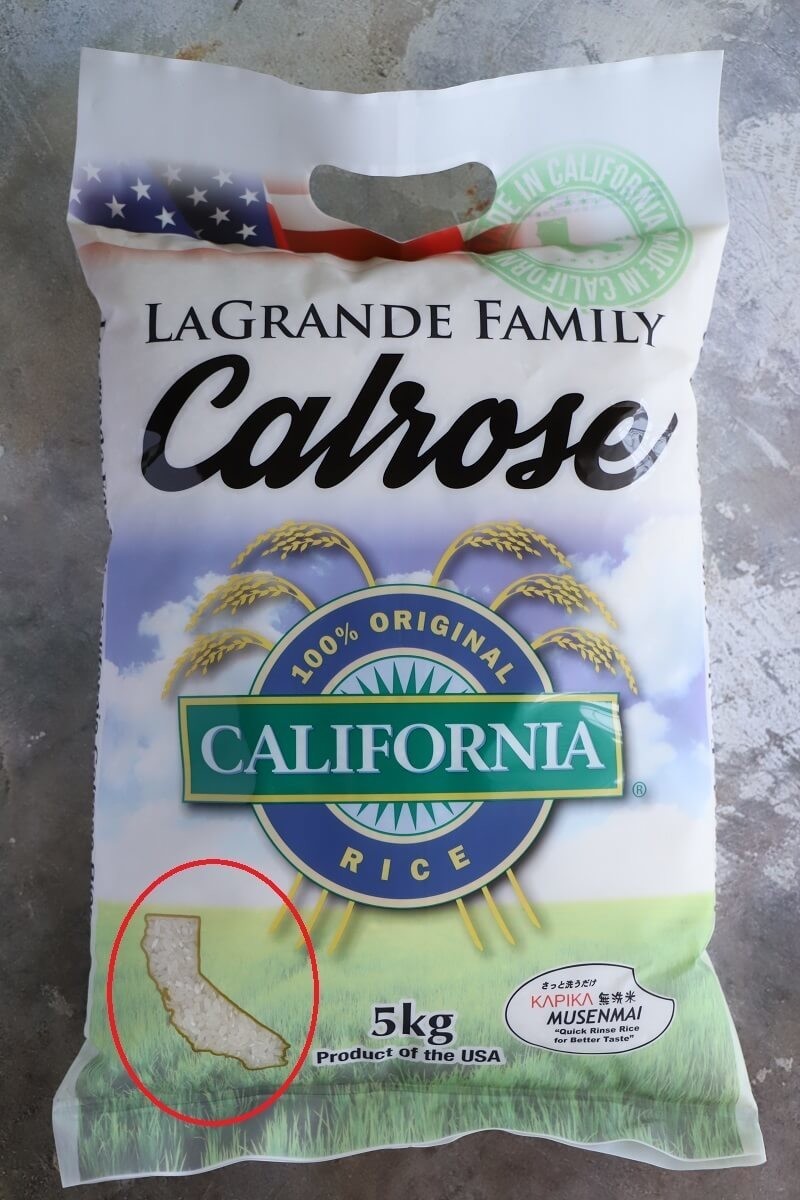 MADE IN CALIFORNIA
MADE IN CALIFORNIA
LAGRANDE FAMILY
Calrose
100% ORIGINAL
CALIFORNIA
®
RICE
さっと洗うだけ
KAPIKA 無洗米
MUSENMAI
"Quick Rinse Rice
for Better Taste"
5kg
Product of the USA